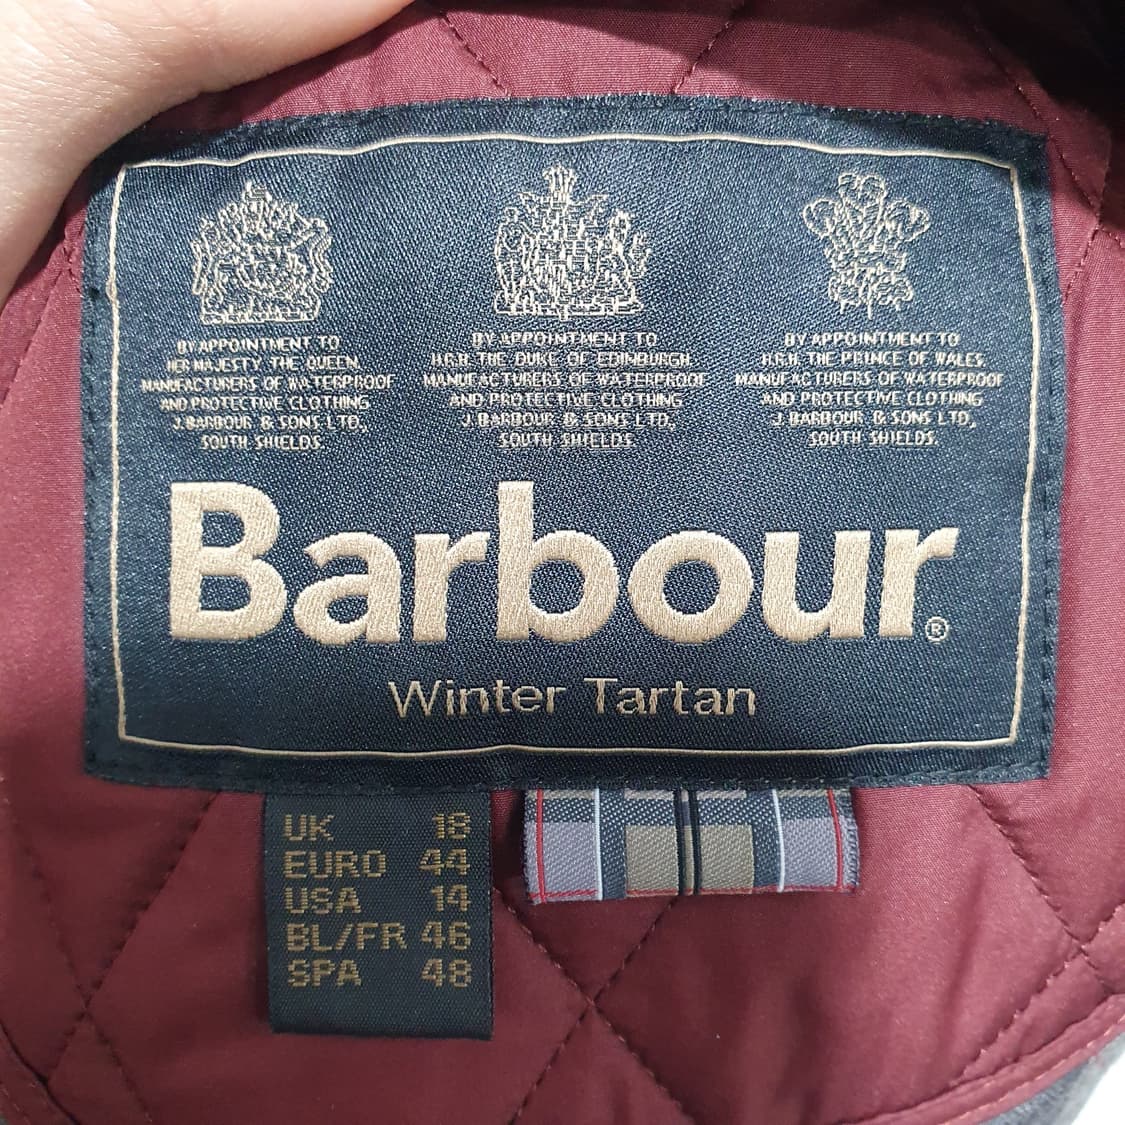 BY APPOINTMENT TO
HER MAJESTY THE QUEEN
MANUFACTURERS OF WATERPROOF
AND PROTECTIVE CLOTHING
J. BARBOUR & SONS LTD.,
SOUTH SHIELDS.
BY APPOINTMENT TO
H.R.H. THE DUKE OF EDINBURGH
MANUFACTURERS OF WATERPROOF
AND PROTECTIVE CLOTHING
J. BARBOUR & SONS LTD.,
SOUTH SHIELDS.
BY APPOINTMENT TO
H.R.H. THE PRINCE OF WALES
MANUFACTURERS OF WATERPROOF
AND PROTECTIVE CLOTHING
J. BARBOUR & SONS LTD,
SOUTH SHIELDS.
Barbour®
Winter Tartan
UK 18
EURO 44
USA 14
BL/FR 46
SPA 48